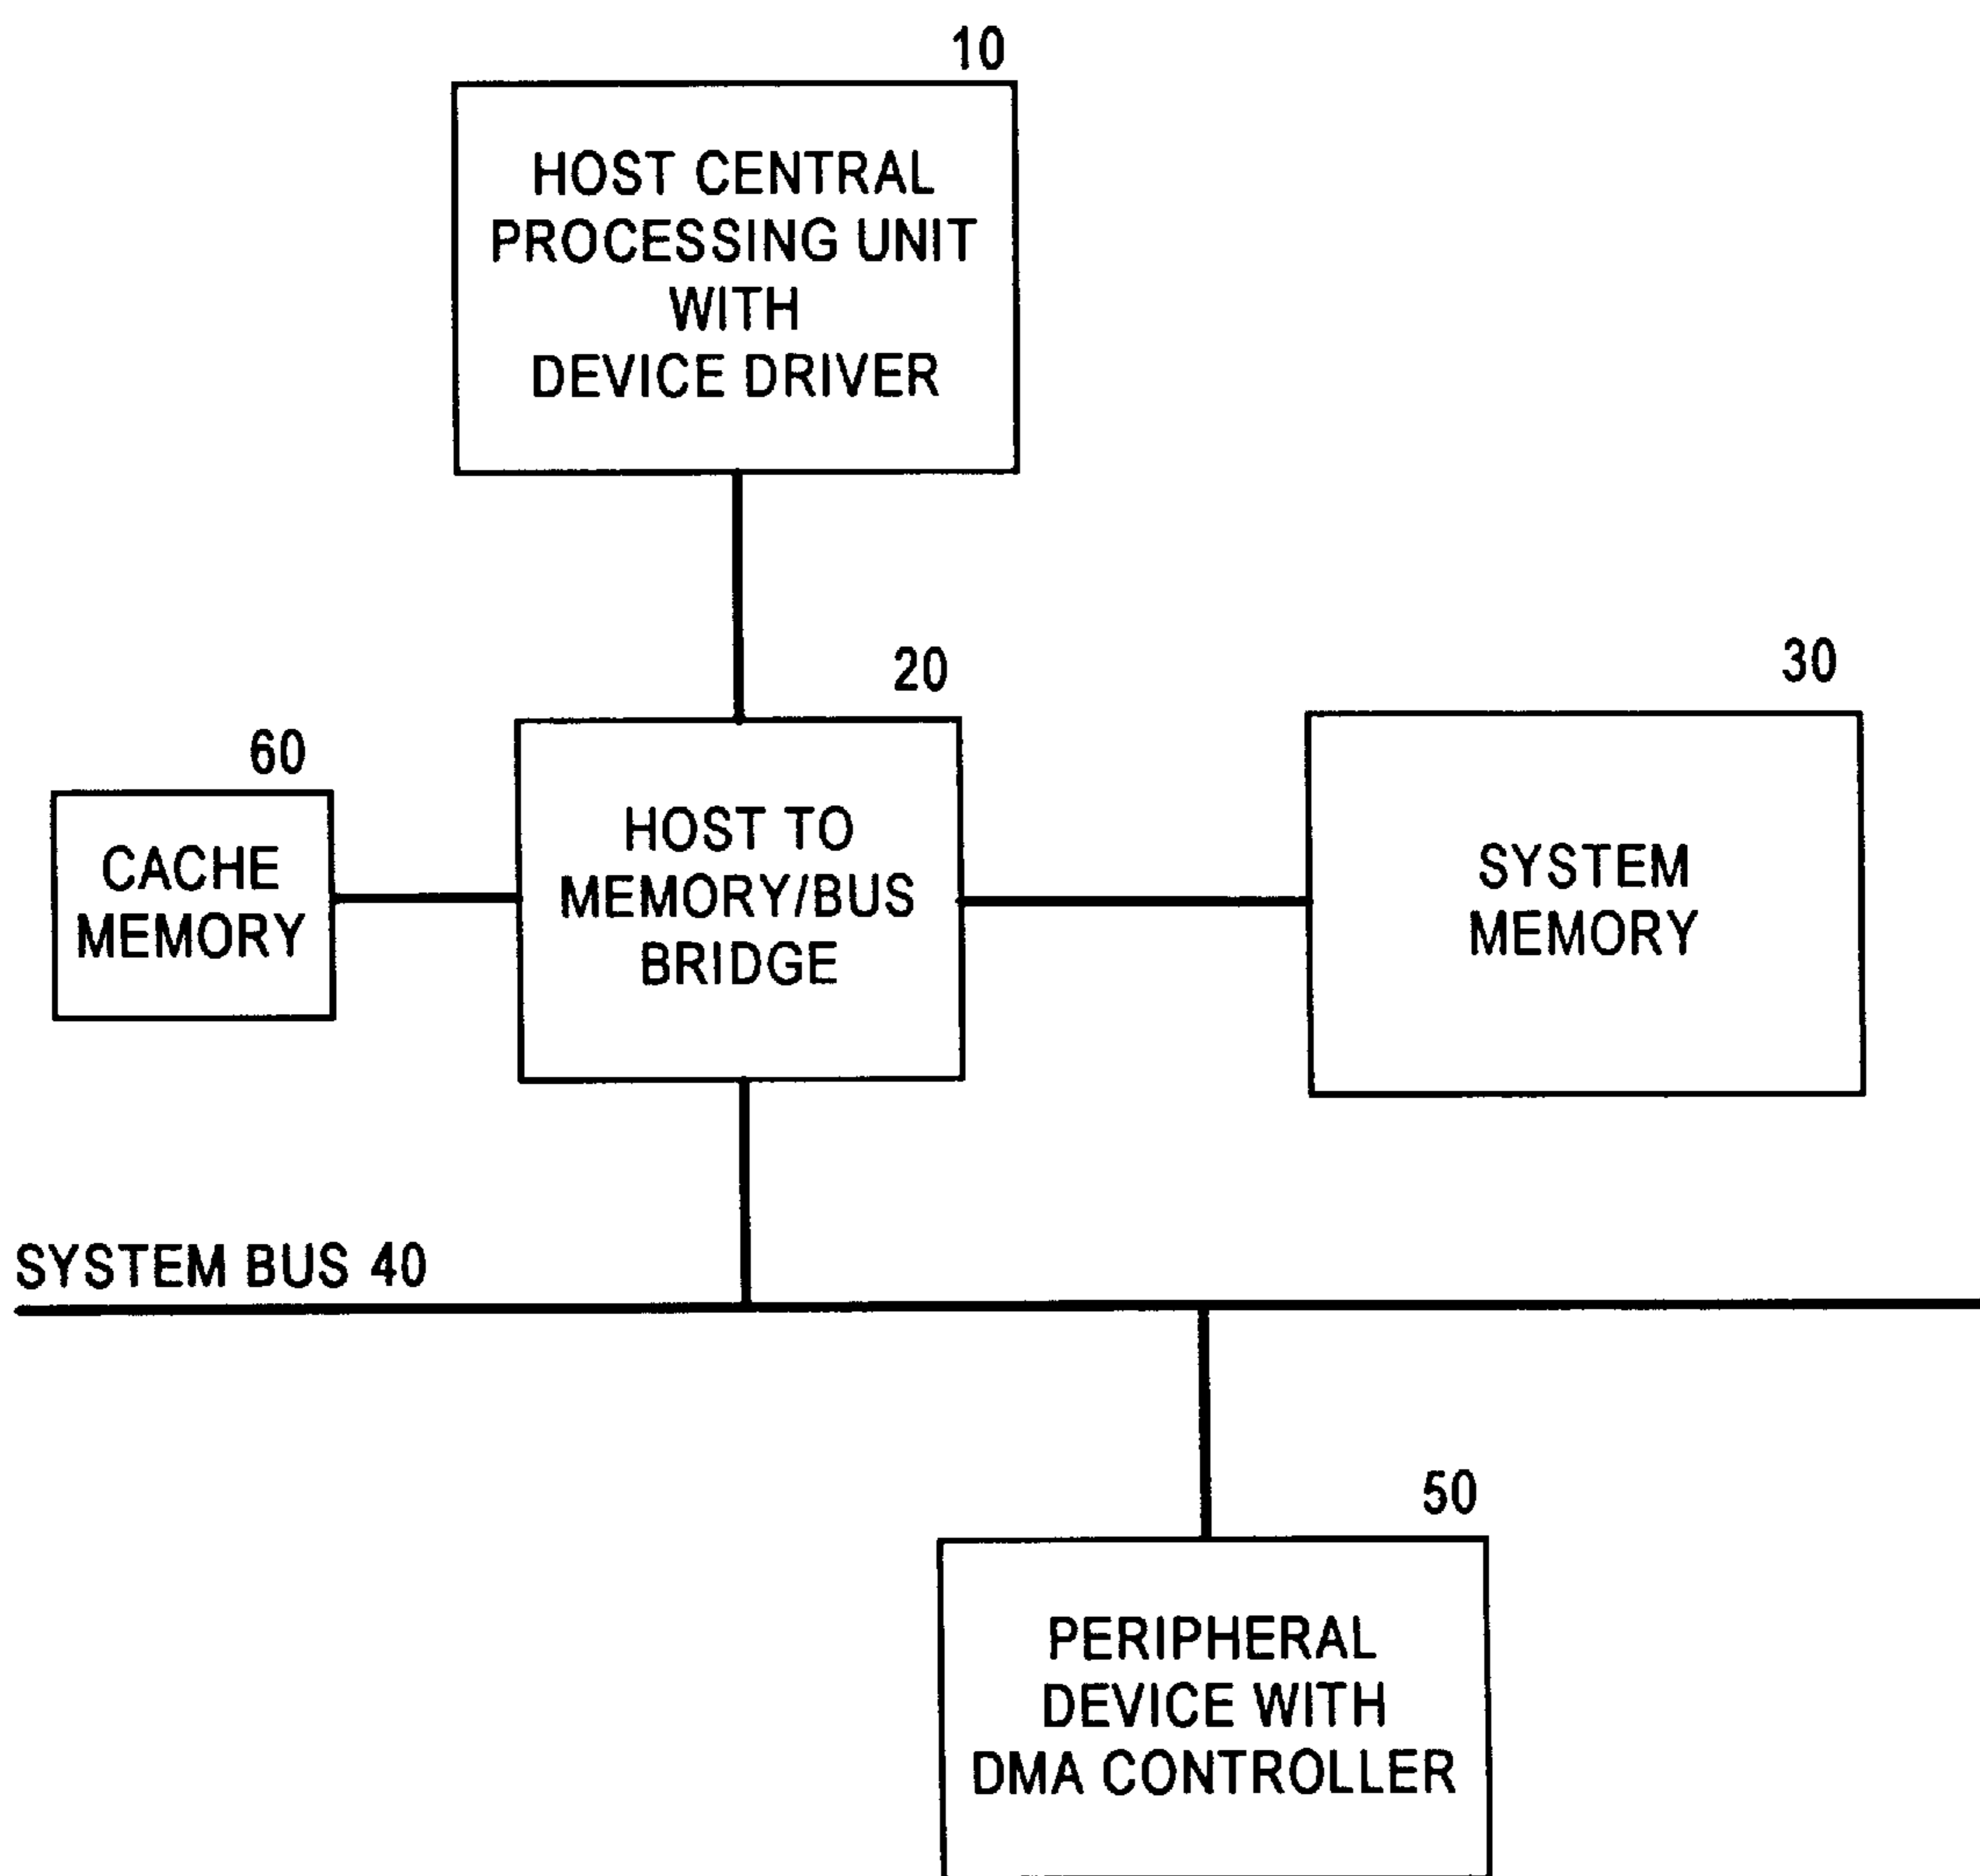 10
HOST CENTRAL
PROCESSING UNIT
WITH
DEVICE DRIVER
20
30
60
HOST TO
MEMORY/BUS
BRIDGE
CACHE
MEMORY
SYSTEM
MEMORY
SYSTEM BUS 40
50
PERIPHERAL
DEVICE WITH
DMA CONTROLLER